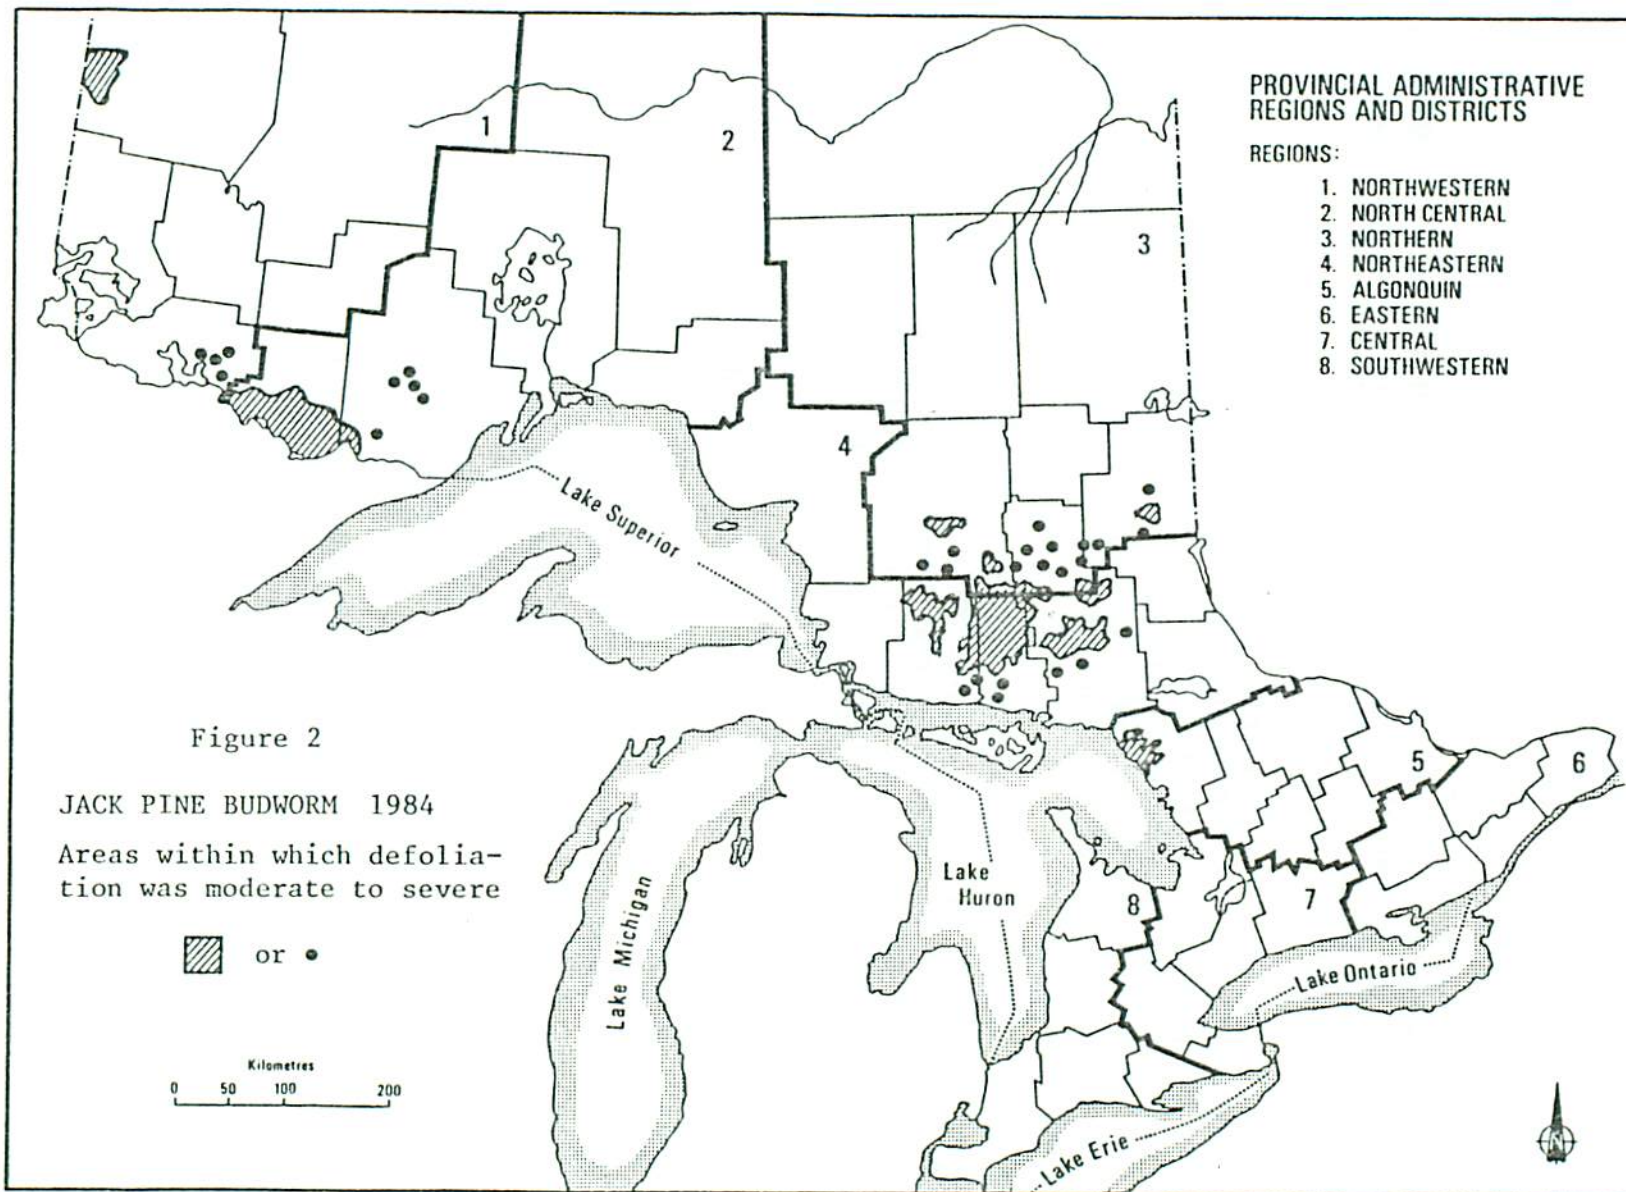 PROVINCIAL ADMINISTRATIVE
REGIONS AND DISTRICTS
REGIONS:
1. NORTHWESTERN
2. NORTH CENTRAL
3. NORTHERN
4. NORTHEASTERN
5. ALGONQUIN
6. EASTERN
7. CENTRAL
8. SOUTHWESTERN
1
2
3
4
5
6
7
8
Lake Superior
Lake Michigan
Lake
Huron
Lake Ontario
Lake Erie
Figure 2
JACK PINE BUDWORM 1984
Areas within which defolia-
tion was moderate to severe
or
Kilometres
0 50 100 200
N